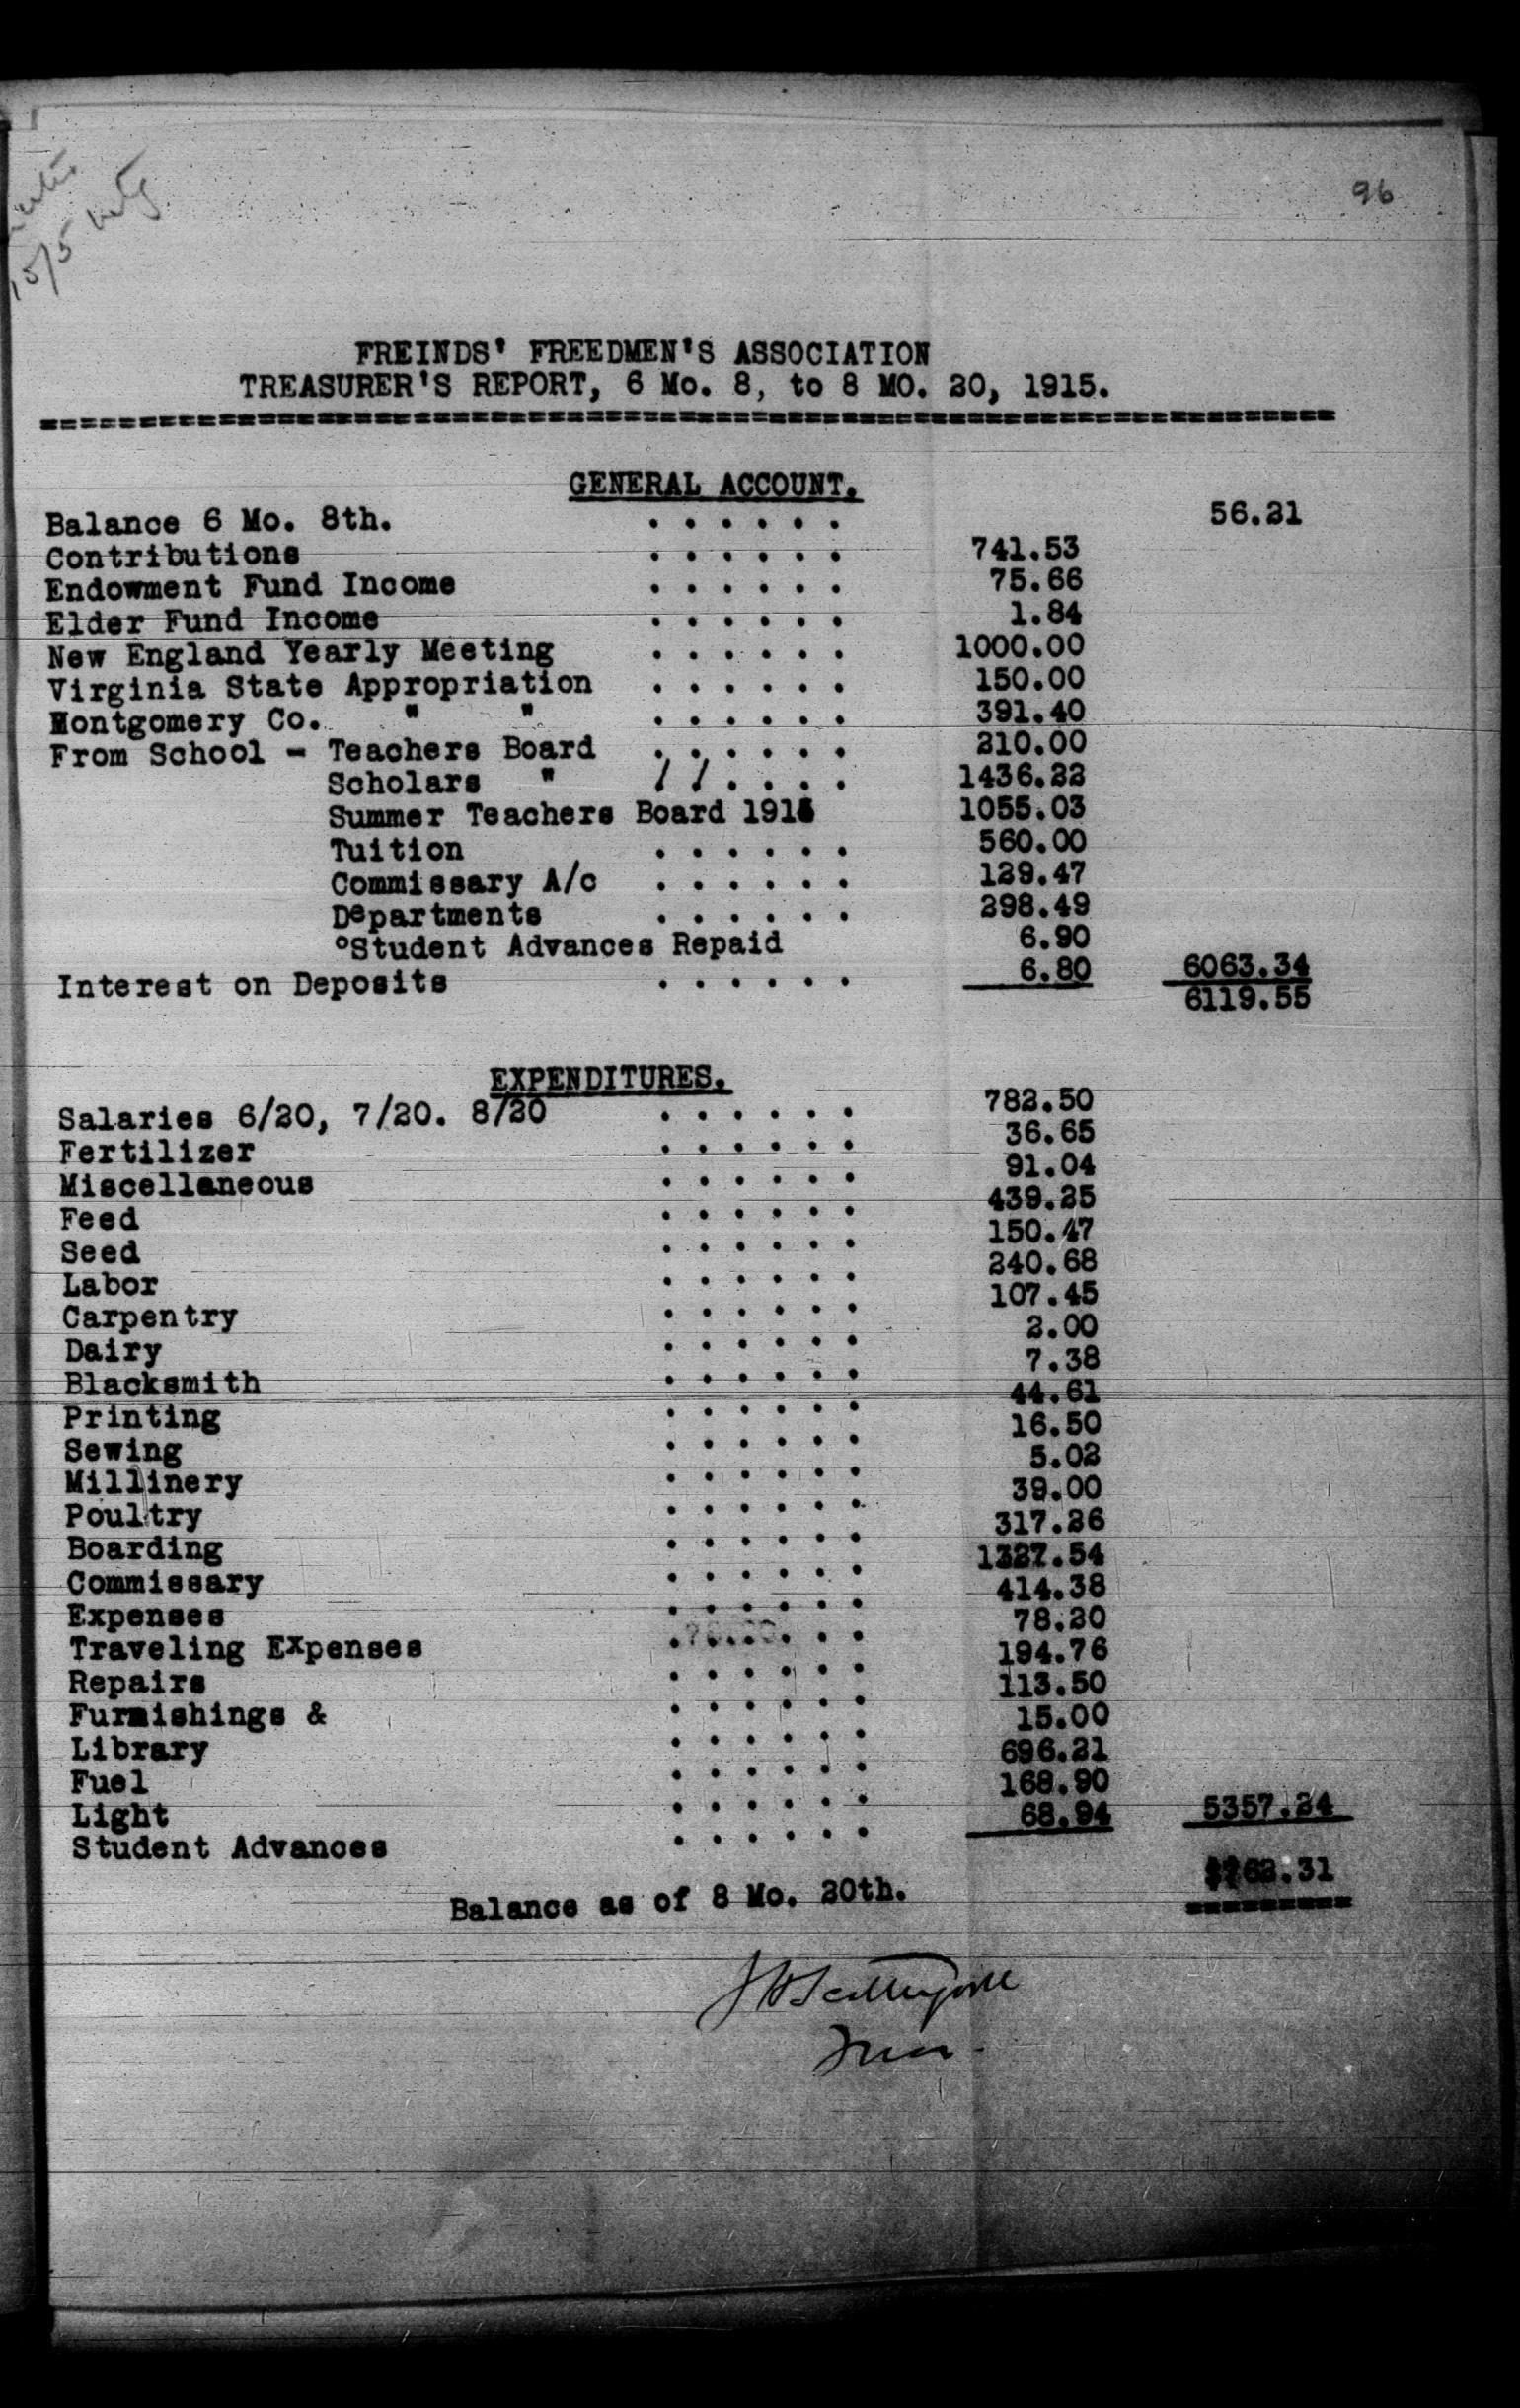 96
FREINDS' FREEDMEN'S ASSOCIATION
TREASURER'S REPORT, 6 Mo. 8, to 8 MO. 20, 1915.
GENERAL ACCOUNT.
Balance 6 Mo. 8th. . . . . . . 56.21
Contributions . . . . . . 741.53
Endowment Fund Income . . . . . . 75.66
Elder Fund Income . . . . . . 1.84
New England Yearly Meeting . . . . . . 1000.00
Virginia State Appropriation . . . . . . 150.00
Montgomery Co. " " . . . . . . 391.40
From School - Teachers Board . . . . . . 210.00
Scholars " . . . . . . 1436.22
Summer Teachers Board 1915 1055.03
Tuition . . . . . . 560.00
Commissary A/c . . . . . . 129.47
Departments . . . . . . 298.49
°Student Advances Repaid 6.90
Interest on Deposits . . . . . . 6.80 6063.34
6119.55
EXPENDITURES.
Salaries 6/20, 7/20. 8/20 . . . . . . 782.50
Fertilizer . . . . . . 36.65
Miscellaneous . . . . . . 91.04
Feed . . . . . . 439.25
Seed . . . . . . 150.47
Labor . . . . . . 240.68
Carpentry . . . . . . 107.45
Dairy . . . . . . 2.00
Blacksmith . . . . . . 7.38
Printing . . . . . . 44.61
Sewing . . . . . . 16.50
Millinery . . . . . . 5.02
Poultry . . . . . . 39.00
Boarding . . . . . . 317.26
Commissary . . . . . . 1327.54
Expenses . . . . . . 414.38
Traveling Expenses . . . . . . 78.20
Repairs . . . . . . 194.76
Furnishings & . . . . . . 113.50
Library . . . . . . 15.00
Fuel . . . . . . 696.21
Light . . . . . . 168.90
Student Advances . . . . . . 68.94 5357.24
Balance as of 8 Mo. 20th. $762.31